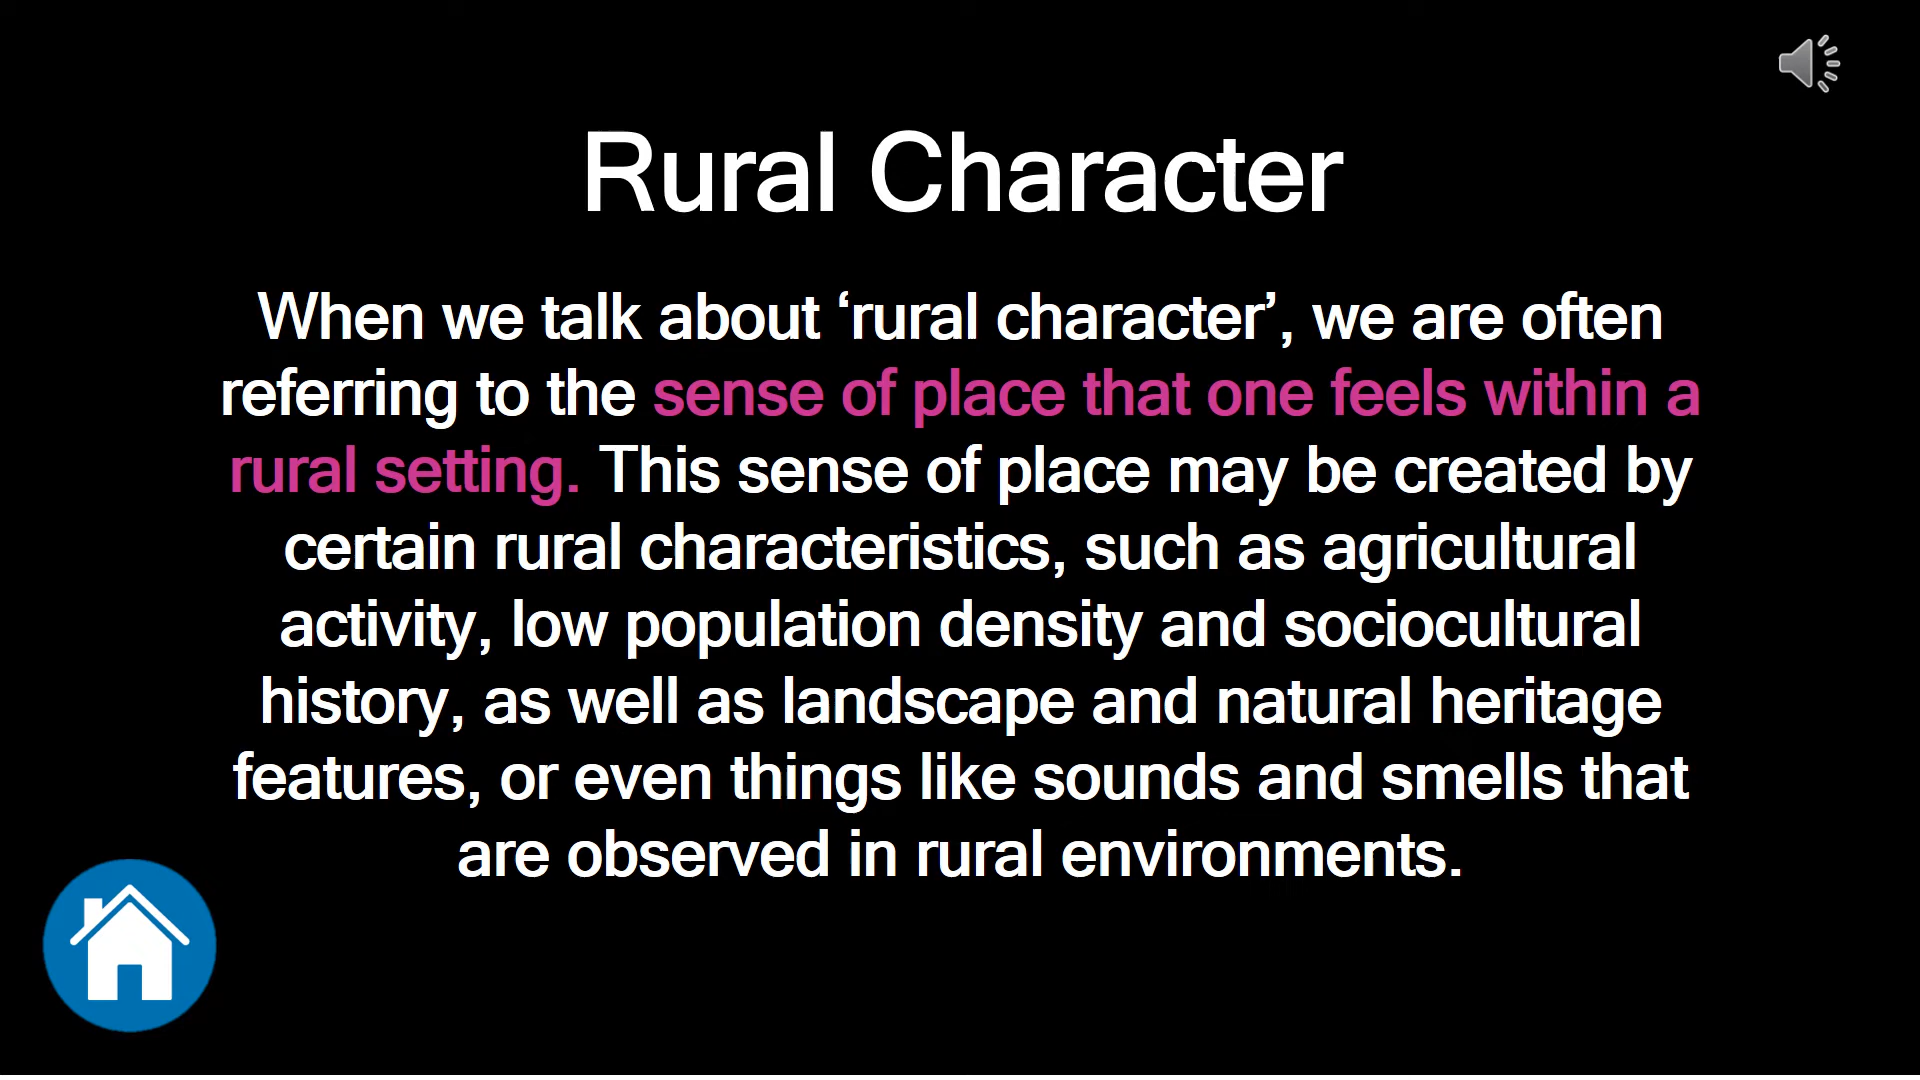 Rural Character
When we talk about ‘rural character’, we are often
referring to the sense of place that one feels within a
rural setting. This sense of place may be created by
certain rural characteristics, such as agricultural
activity, low population density and sociocultural
history, as well as landscape and natural heritage
features, or even things like sounds and smells that
are observed in rural environments.